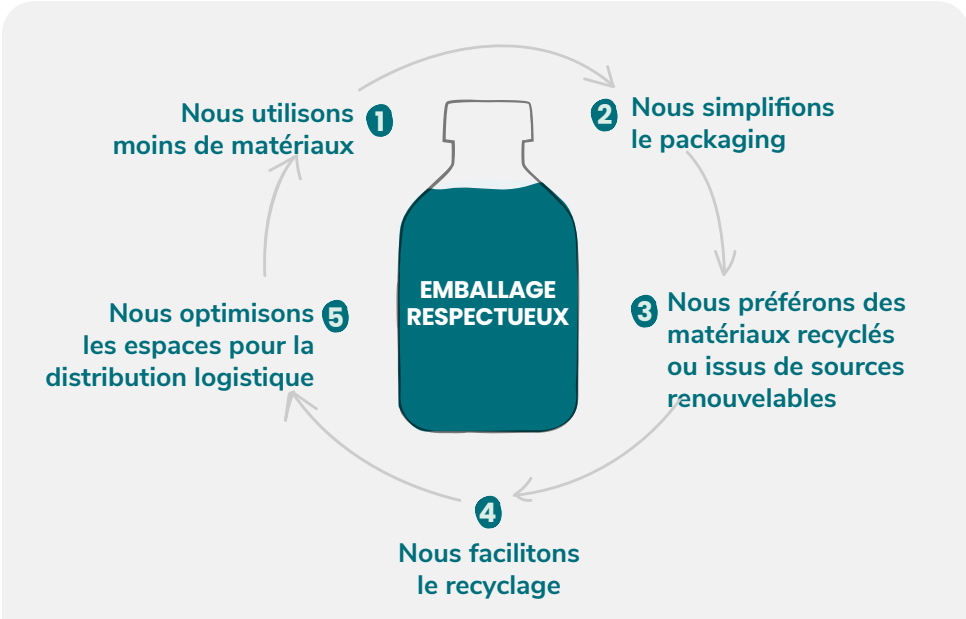 1
Nous utilisons
moins de matériaux
2
Nous simplifions
le packaging
EMBALLAGE
RESPECTUEUX
3
Nous préférons des
matériaux recyclés
ou issus de sources
renouvelables
4
Nous facilitons
le recyclage
5
Nous optimisons
les espaces pour la
distribution logistique